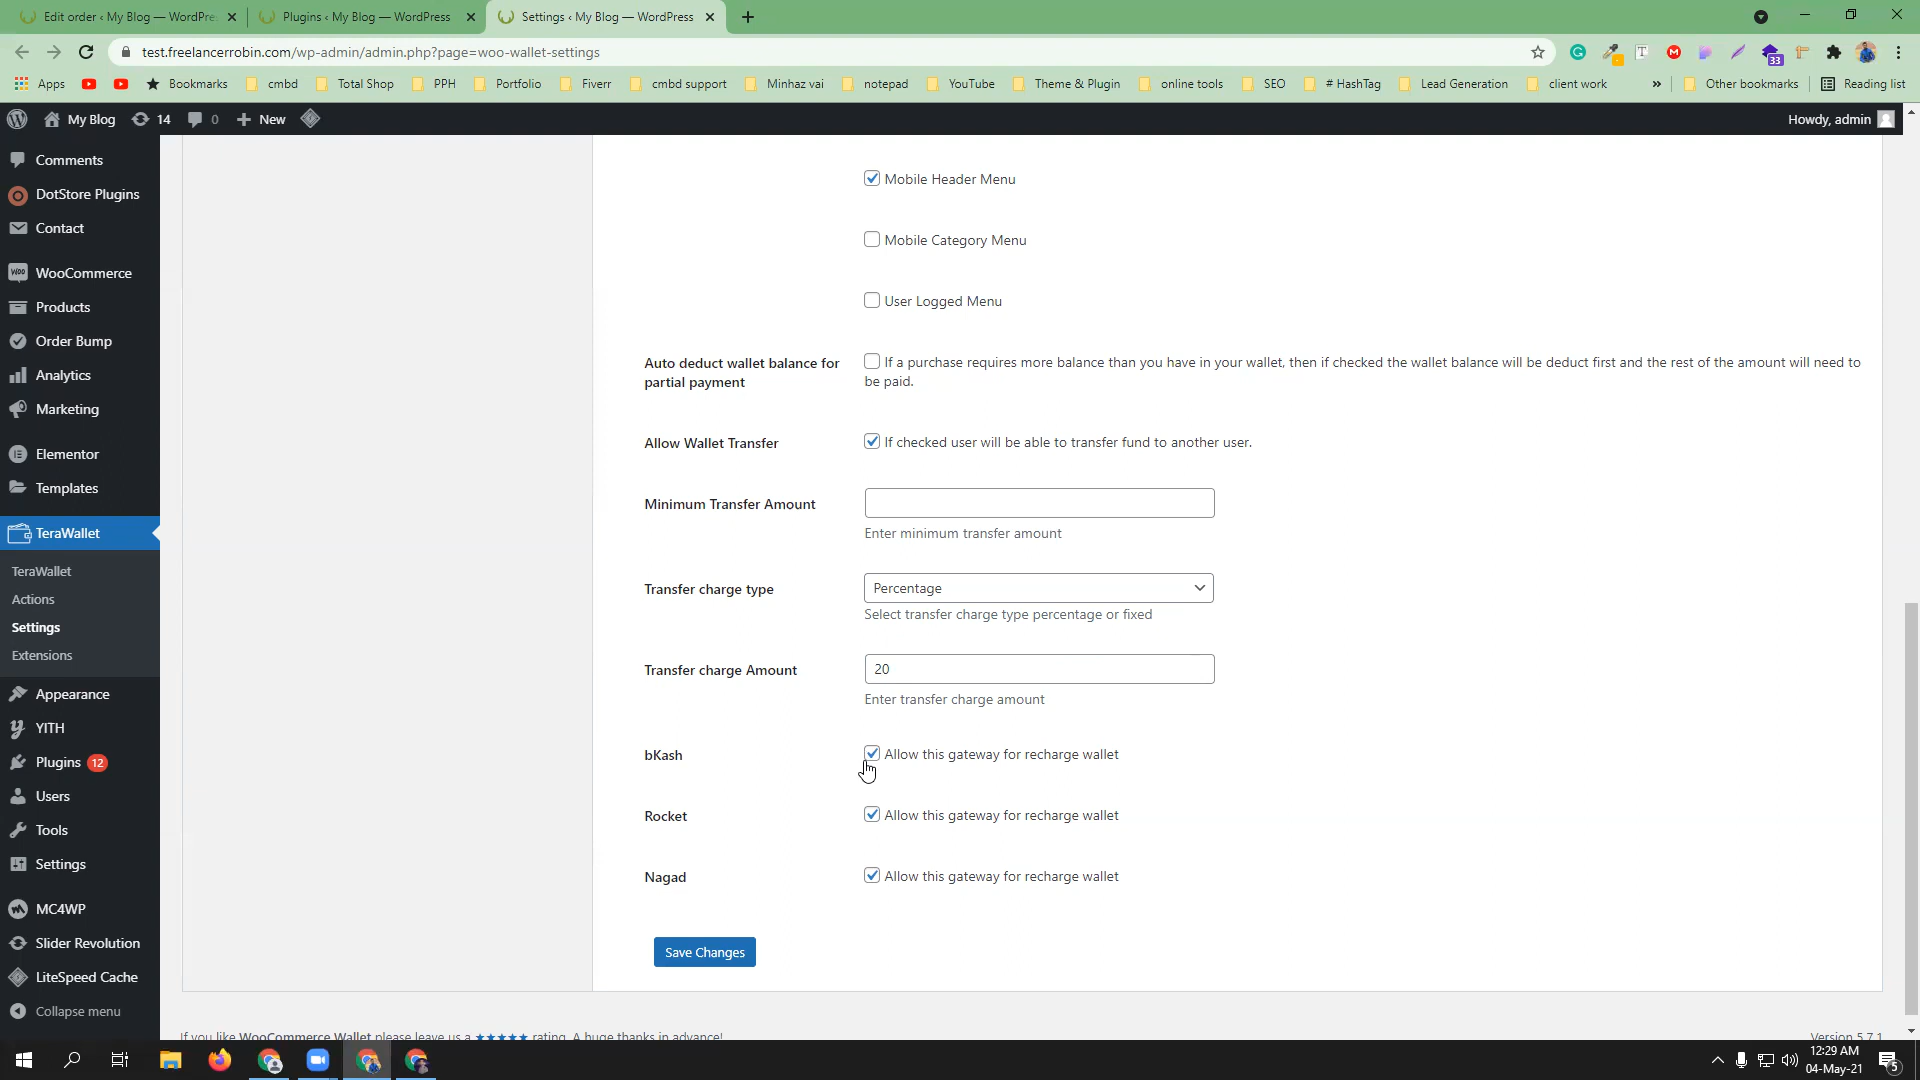 Edit order ‹ My Blog — WordPre
Plugins ‹ My Blog — WordPress
Settings ‹ My Blog — WordPress
test.freelancerrobin.com/wp-admin/admin.php?page=woo-wallet-settings
33
Apps
Bookmarks
cmbd
Total Shop
PPH
Portfolio
Fiverr
cmbd support
Minhaz vai
notepad
YouTube
Theme & Plugin
online tools
SEO
# HashTag
Lead Generation
client work
»
Other bookmarks
Reading list
My Blog
14
0
New
Howdy, admin
Comments
DotStore Plugins
Contact
WooCommerce
Products
Order Bump
Analytics
Marketing
Elementor
Templates
TeraWallet
TeraWallet
Actions
Settings
Extensions
Appearance
YITH
Plugins 12
Users
Tools
Settings
MC4WP
Slider Revolution
LiteSpeed Cache
Collapse menu
Mobile Header Menu
Mobile Category Menu
User Logged Menu
Auto deduct wallet balance for
partial payment
If a purchase requires more balance than you have in your wallet, then if checked the wallet balance will be deduct first and the rest of the amount will need to
be paid.
Allow Wallet Transfer
If checked user will be able to transfer fund to another user.
Minimum Transfer Amount
Enter minimum transfer amount
Transfer charge type
Percentage
Select transfer charge type percentage or fixed
Transfer charge Amount
20
Enter transfer charge amount
bKash
Allow this gateway for recharge wallet
Rocket
Allow this gateway for recharge wallet
Nagad
Allow this gateway for recharge wallet
Save Changes
If you like WooCommerce Wallet please leave us a ★★★★★ rating. A huge thanks in advance!
Version 5.7.1
12:29 AM
04-May-21
5